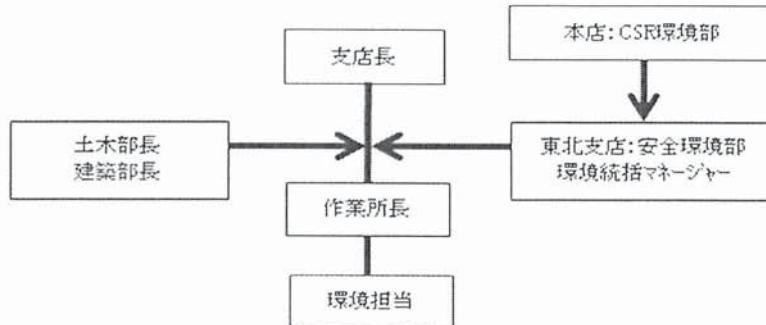 本店：CSR環境部
支店長
土木部長
建築部長
東北支店：安全環境部
環境統括マネージャー
作業所長
環境担当